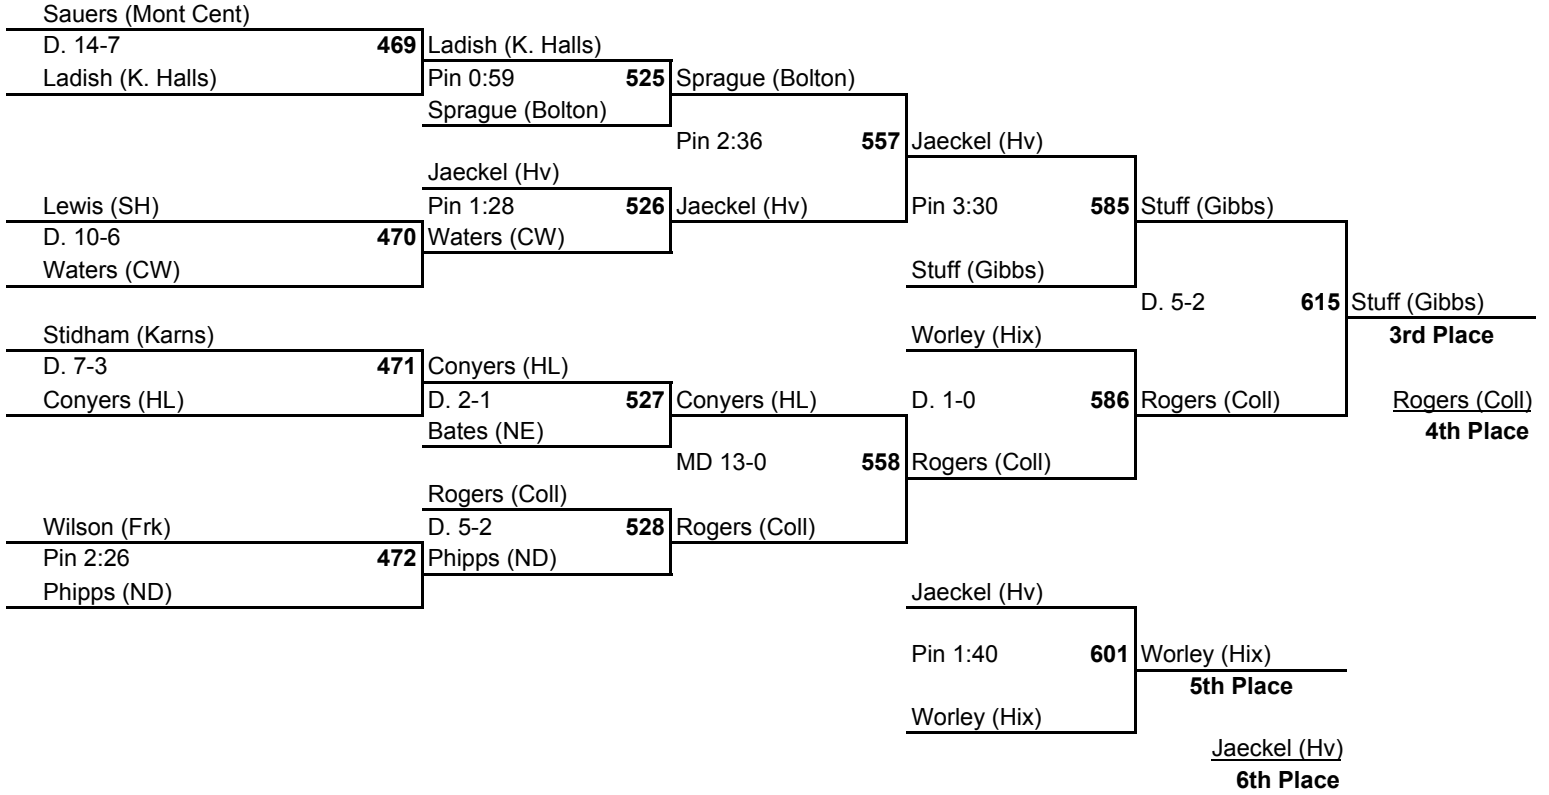 Sauers (Mont Cent)
D. 14-7 469 Ladish (K. Halls)
Ladish (K. Halls) Pin 0:59 525 Sprague (Bolton)
Sprague (Bolton)
Pin 2:36 557 Jaeckel (Hv)
Jaeckel (Hv)
Lewis (SH) Pin 1:28 526 Jaeckel (Hv) Pin 3:30 585 Stuff (Gibbs)
D. 10-6 470 Waters (CW)
Waters (CW) Stuff (Gibbs)
D. 5-2 615 Stuff (Gibbs)
Stidham (Karns) Worley (Hix) 3rd Place
D. 7-3 471 Conyers (HL)
Conyers (HL) D. 2-1 527 Conyers (HL) D. 1-0 586 Rogers (Coll) Rogers (Coll)
Bates (NE) 4th Place
MD 13-0 558 Rogers (Coll)
Rogers (Coll)
Wilson (Frk) D. 5-2 528 Rogers (Coll)
Pin 2:26 472 Phipps (ND)
Phipps (ND) Jaeckel (Hv)
Pin 1:40 601 Worley (Hix)
5th Place
Worley (Hix)
Jaeckel (Hv)
6th Place